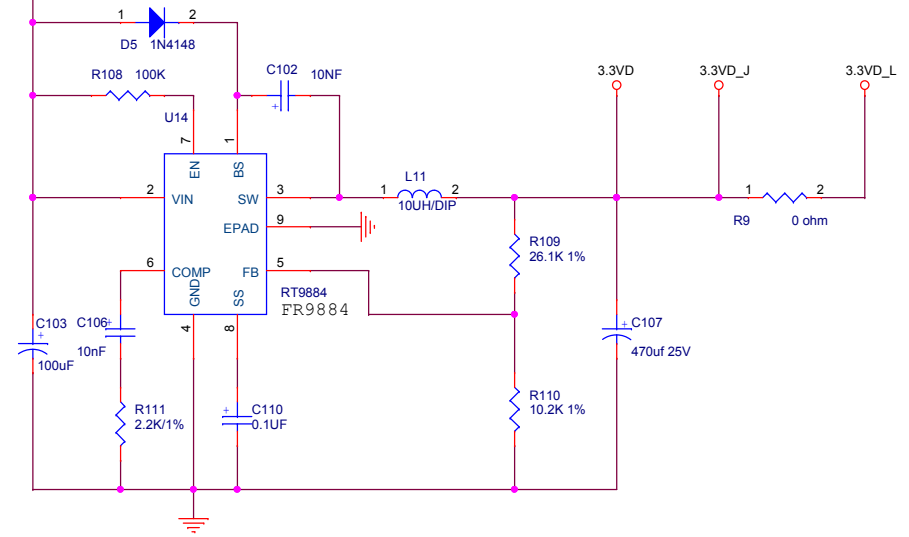 1 2
D5 1N4148
R108 100K
C102 10NF
+
U14
3.3VD
3.3VD_J
3.3VD_L
7
1
EN
BS
2 VIN
SW 3
EPAD 9
6 COMP
FB 5
GND
SS
4
8
RT9884
FR9884
L11
1 2
10UH/DIP
1 2
R9 0 ohm
R109
26.1K 1%
C103
+
100uF
C106
+
10nF
+
C107
470uf 25V
R111
2.2K/1%
+
C110
0.1UF
R110
10.2K 1%